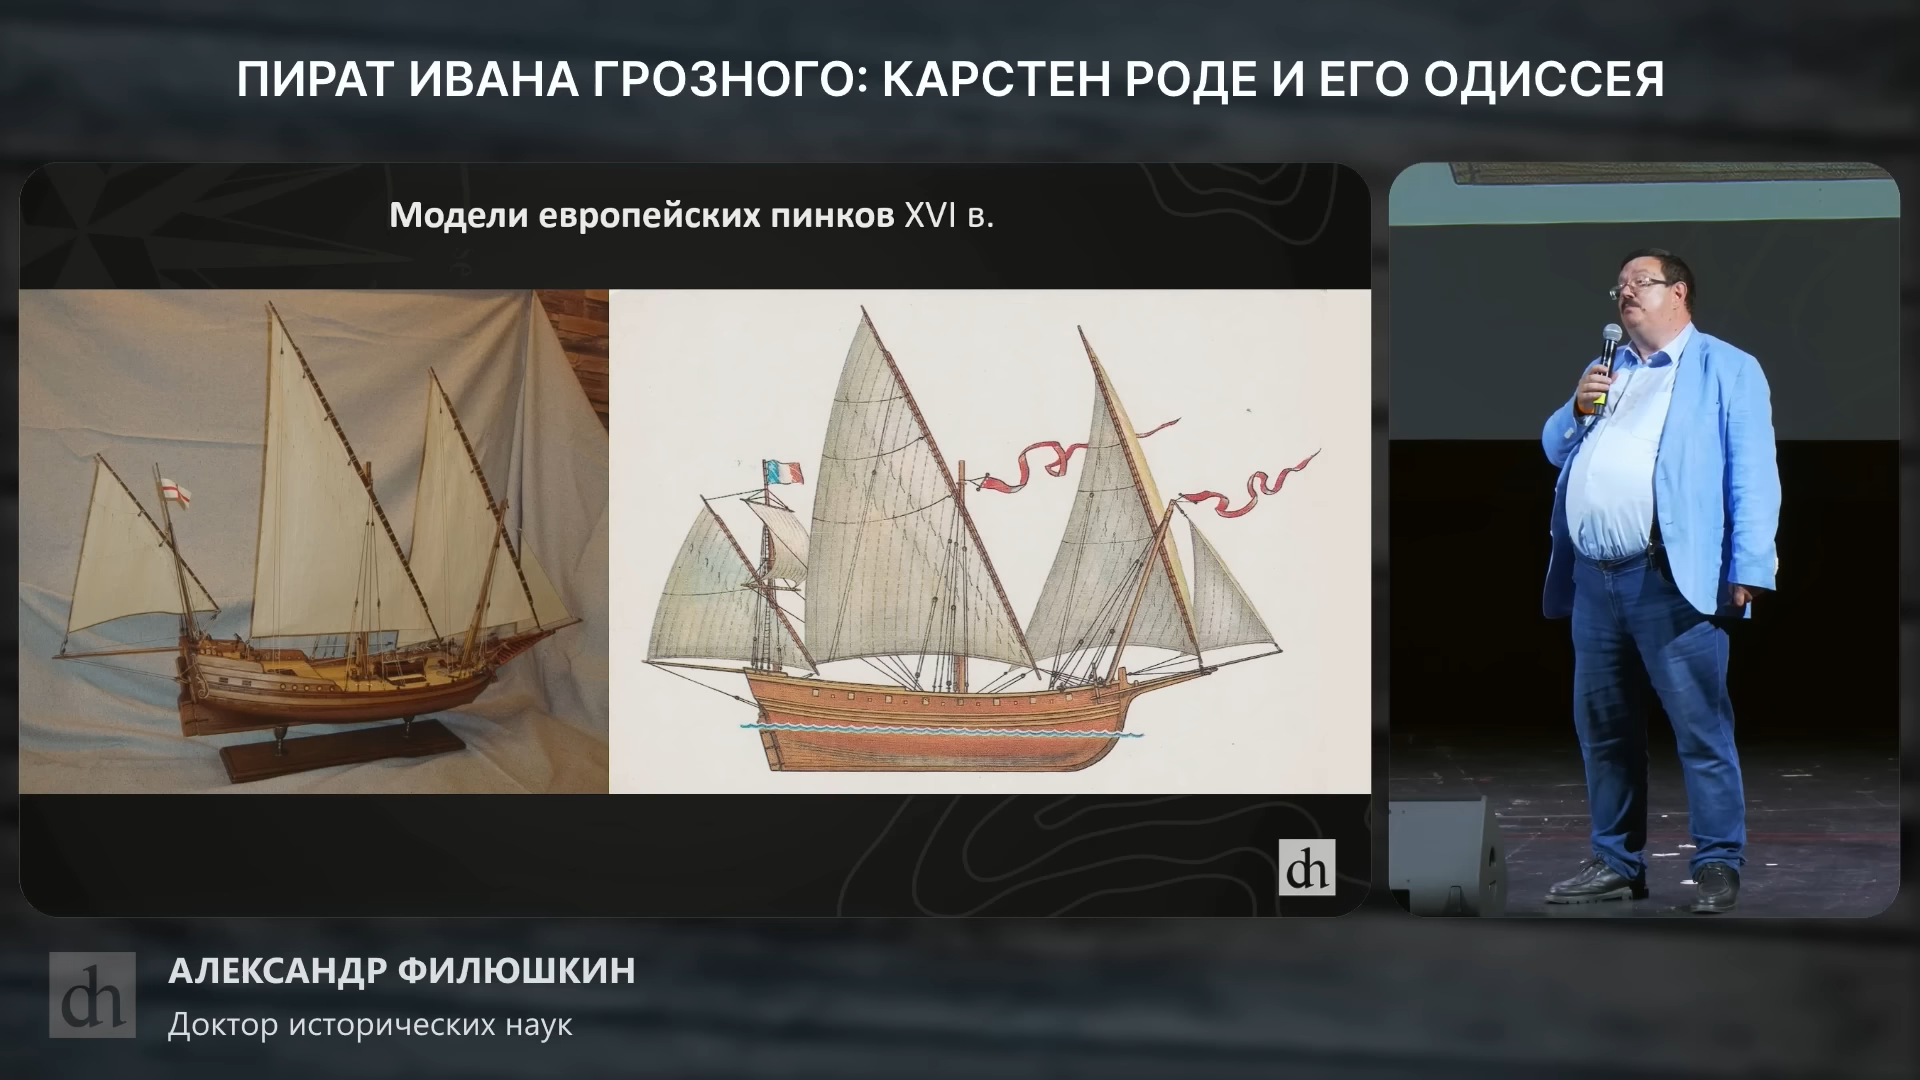 ПИРАТ ИВАНА ГРОЗНОГО: КАРСТЕН РОДЕ И ЕГО ОДИССЕЯ
Модели европейских пинков XVI в.
dh
dh
АЛЕКСАНДР ФИЛЮШКИН
Доктор исторических наук